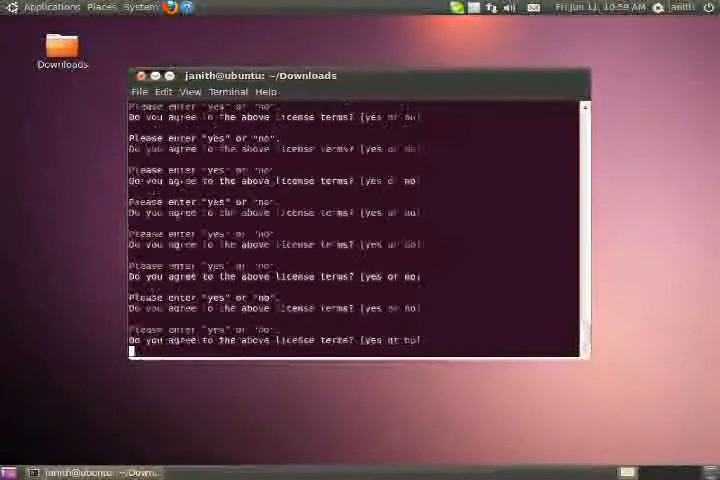 Applications Places System
Fri Jun 11, 10:59 AM janith
Downloads
janith@ubuntu: ~/Downloads
File Edit View Terminal Help
Please enter "yes" or "no".
Do you agree to the above license terms? [yes or no]
Please enter "yes" or "no".
Do you agree to the above license terms? [yes or no]
Please enter "yes" or "no".
Do you agree to the above license terms? [yes or no]
Please enter "yes" or "no".
Do you agree to the above license terms? [yes or no]
Please enter "yes" or "no".
Do you agree to the above license terms? [yes or no]
Please enter "yes" or "no".
Do you agree to the above license terms? [yes or no]
Please enter "yes" or "no".
Do you agree to the above license terms? [yes or no]
Please enter "yes" or "no".
Do you agree to the above license terms? [yes or no]
janith@ubuntu: ~/Down...